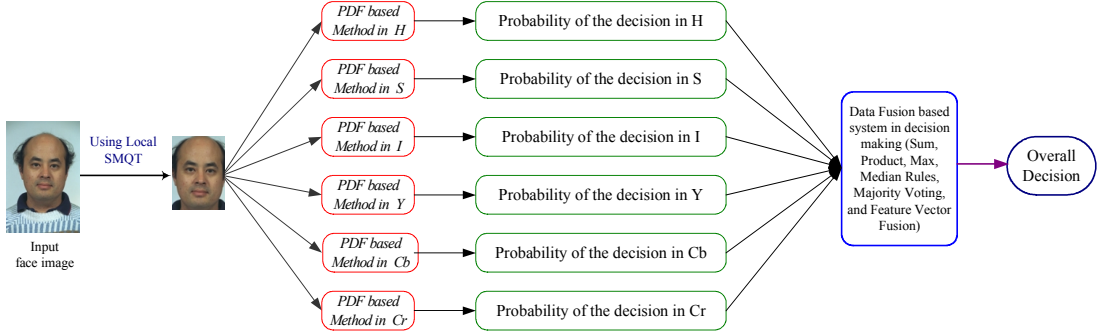 Using Local
SMQT
Input
face image
PDF based
Method in H
PDF based
Method in S
PDF based
Method in I
PDF based
Method in Y
PDF based
Method in Cb
PDF based
Method in Cr
Probability of the decision in H
Probability of the decision in S
Probability of the decision in I
Probability of the decision in Y
Probability of the decision in Cb
Probability of the decision in Cr
Data Fusion based
system in decision
making (Sum,
Product, Max,
Median Rules,
Majority Voting,
and Feature Vector
Fusion)
Overall
Decision